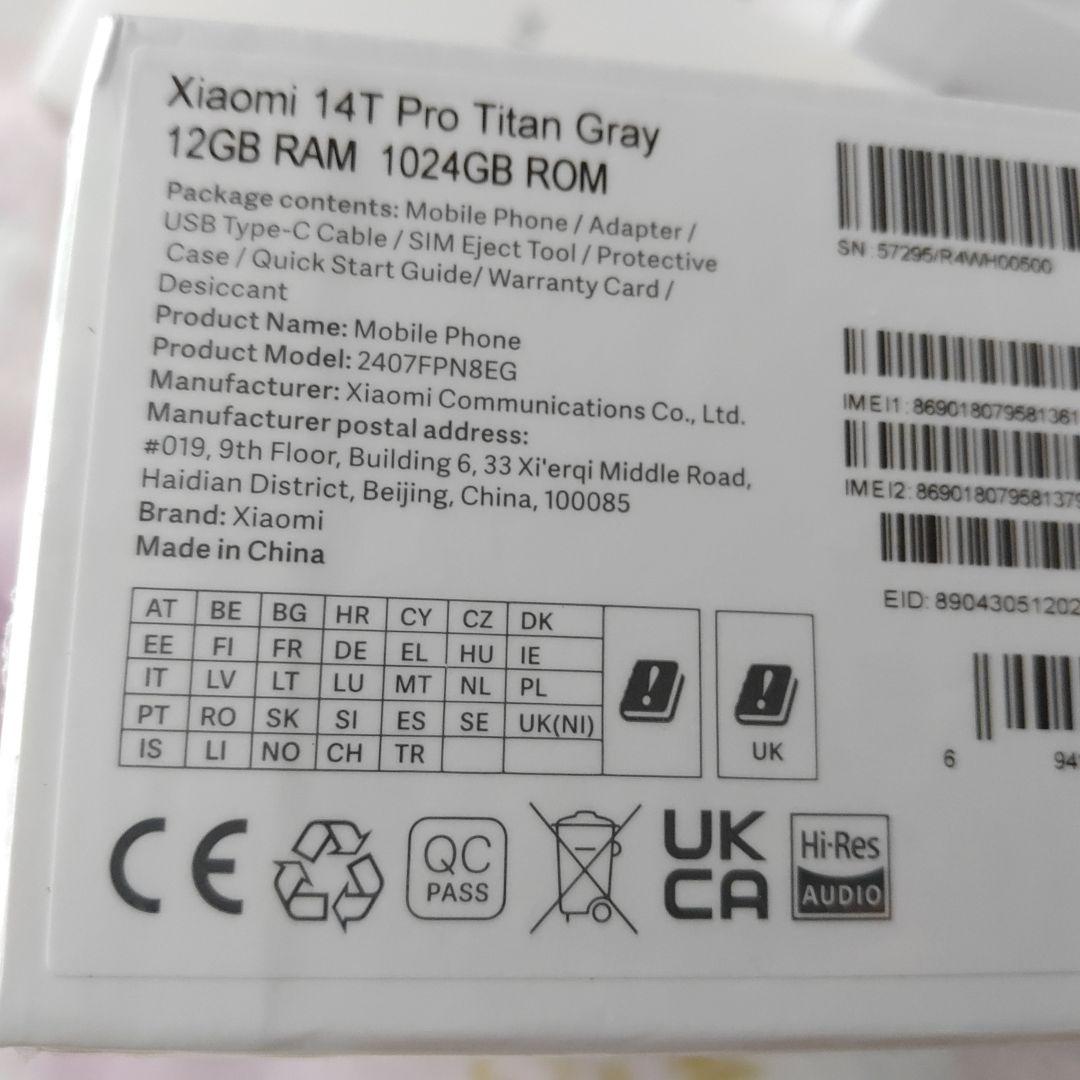 Xiaomi 14T Pro Titan Gray
12GB RAM 1024GB ROM
Package contents: Mobile Phone / Adapter /
USB Type-C Cable / SIM Eject Tool / Protective
Case / Quick Start Guide/ Warranty Card /
Desiccant
Product Name: Mobile Phone
Product Model: 2407FPN8EG
Manufacturer: Xiaomi Communications Co., Ltd.
Manufacturer postal address:
#019, 9th Floor, Building 6, 33 Xi'erqi Middle Road,
Haidian District, Beijing, China, 100085
Brand: Xiaomi
Made in China
SN: 57295/R4WH00500
IMEI1: 869018079581361
IMEI2: 869018079581379
EID: 89043051202
6 94
AT BE BG HR CY CZ DK
EE FI FR DE EL HU IE
IT LV LT LU MT NL PL
PT RO SK SI ES SE UK(NI)
IS LI NO CH TR
UK
CE
QC
PASS
UK
CA
Hi-Res
AUDIO